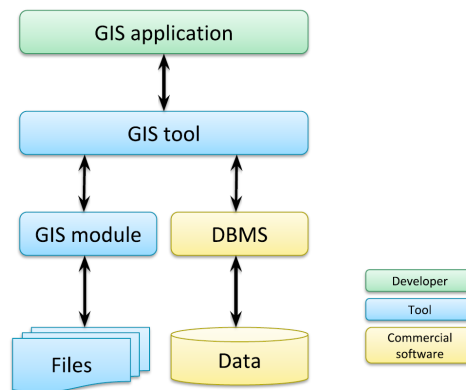 GIS application
GIS tool
GIS module
DBMS
Files
Data
Developer
Tool
Commercial
software